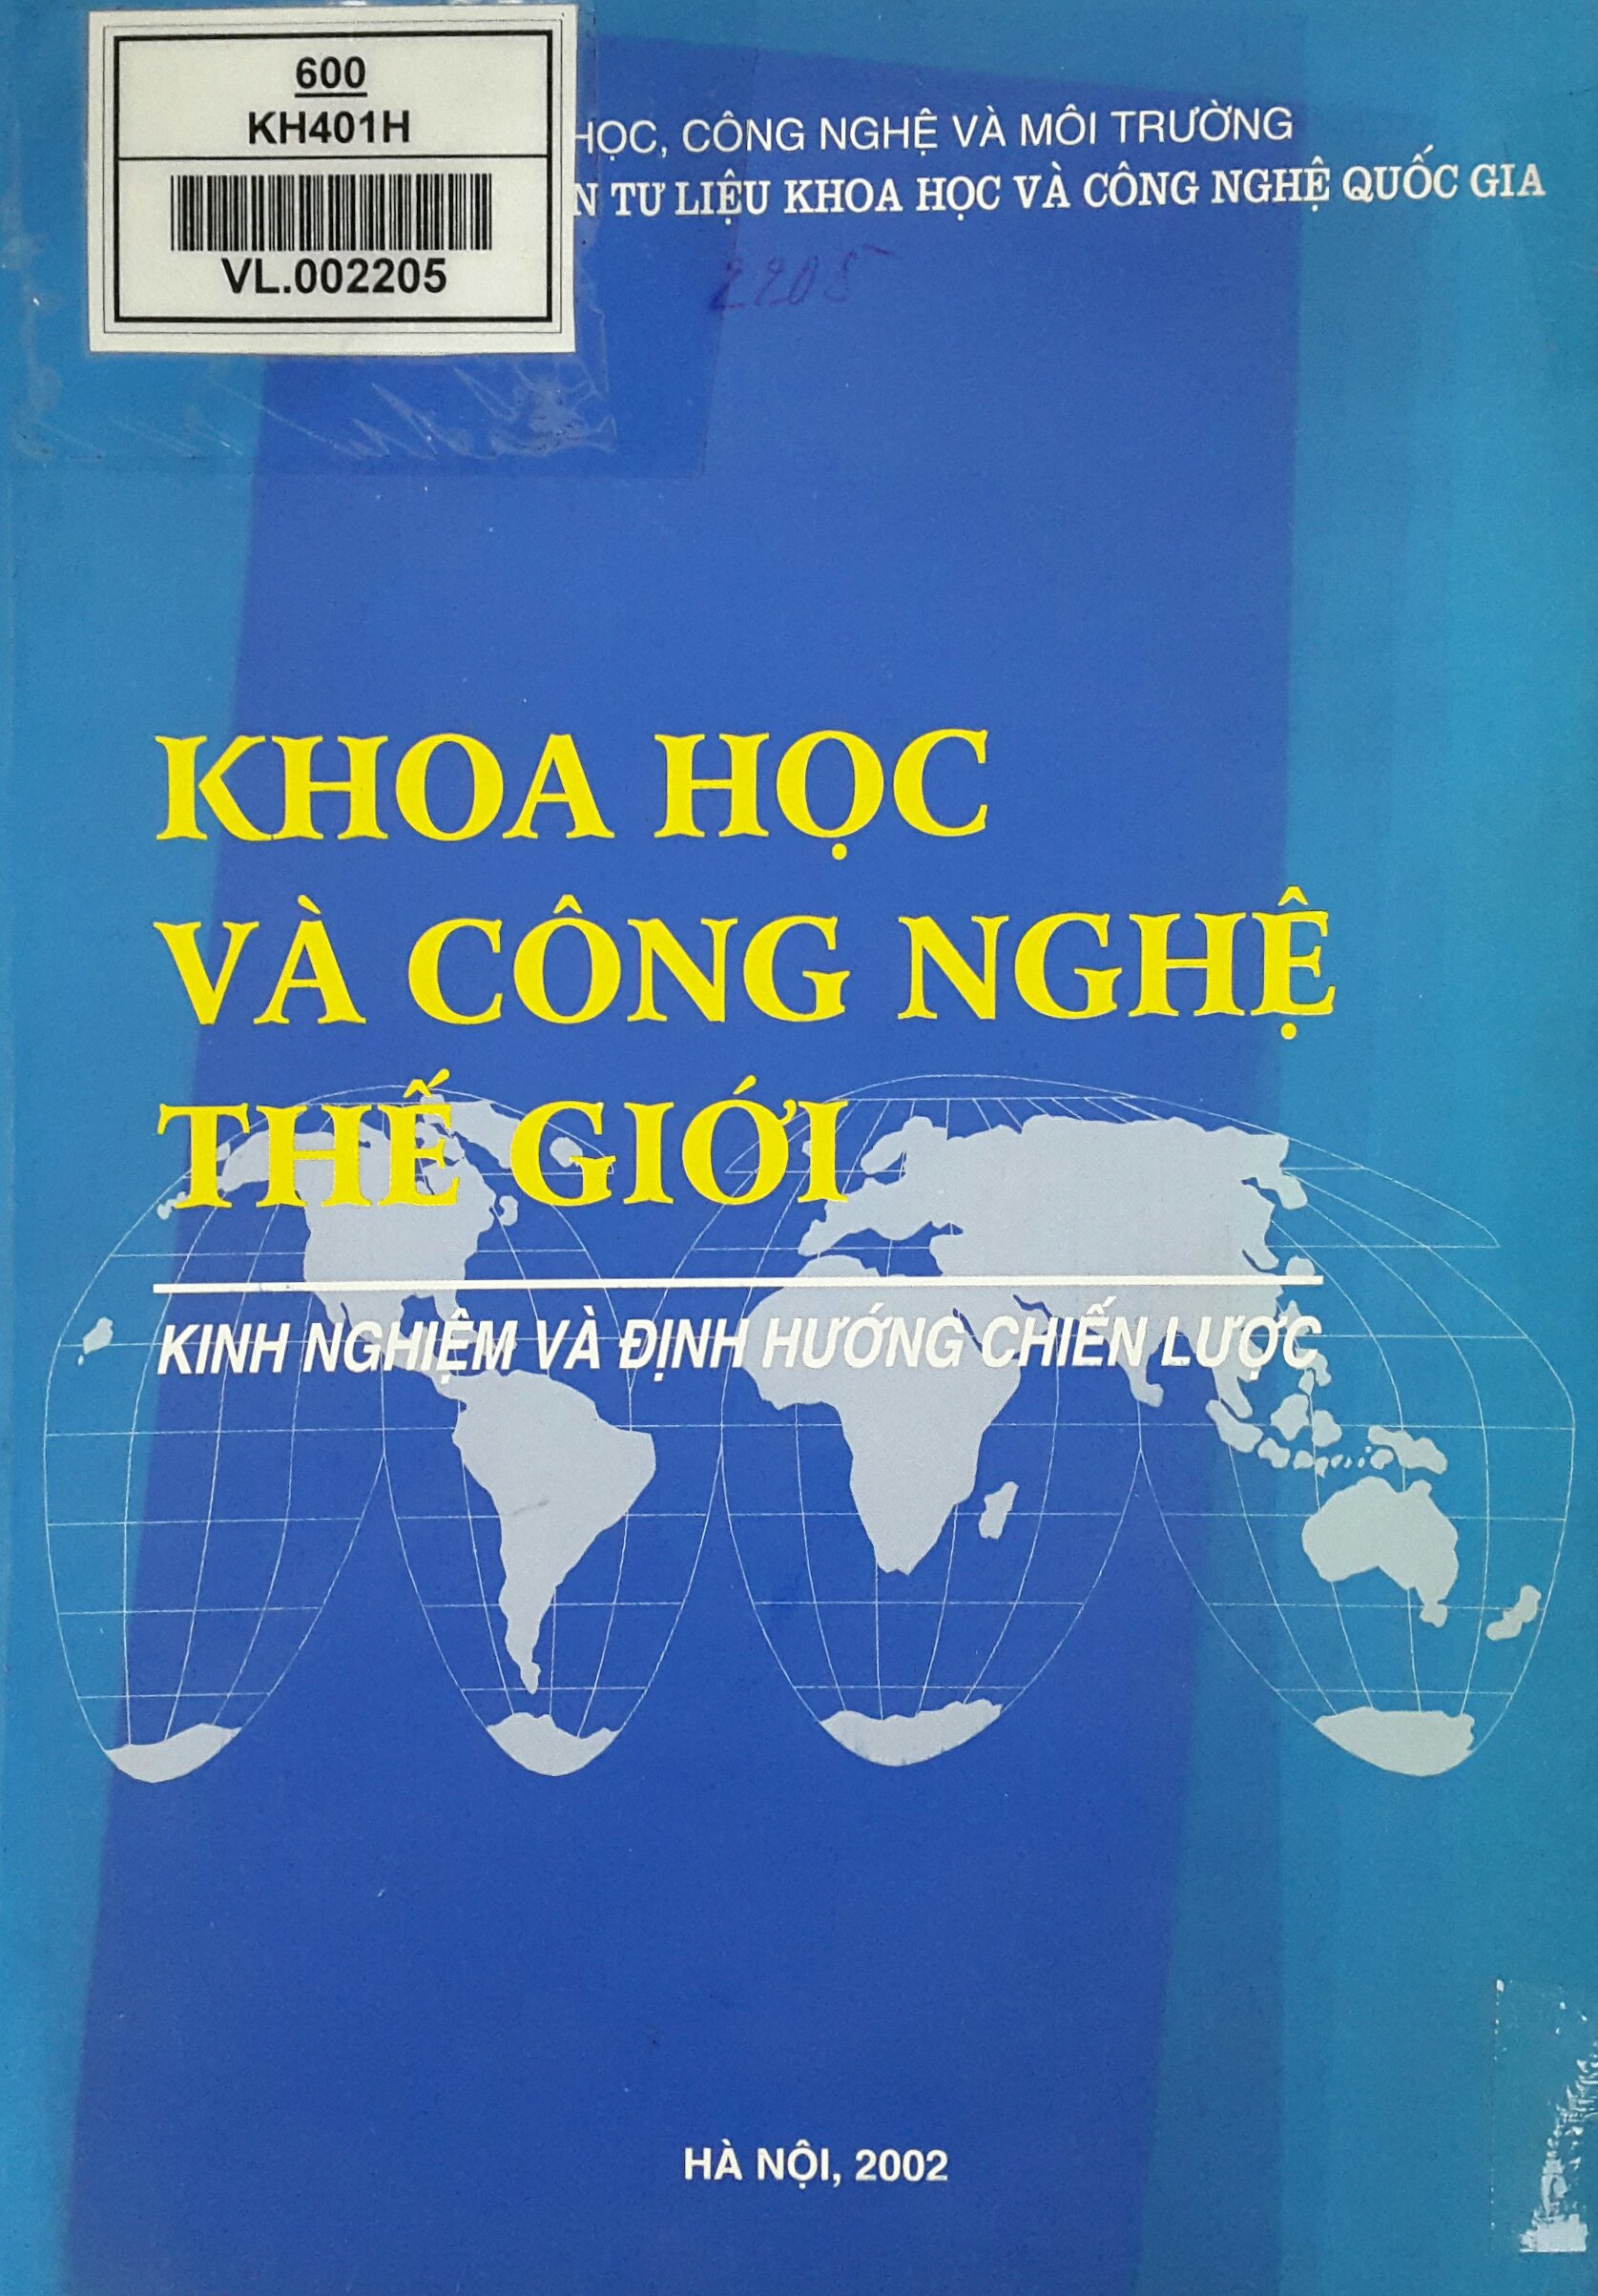 600
KH401H
VL.002205
HỌC, CÔNG NGHỆ VÀ MÔI TRƯỜNG
N TƯ LIỆU KHOA HỌC VÀ CÔNG NGHỆ QUỐC GIA
2205
KHOA HỌC
VÀ CÔNG NGHỆ
THẾ GIỚI
KINH NGHIỆM VÀ ĐỊNH HƯỚNG CHIẾN LƯỢC
HÀ NỘI, 2002